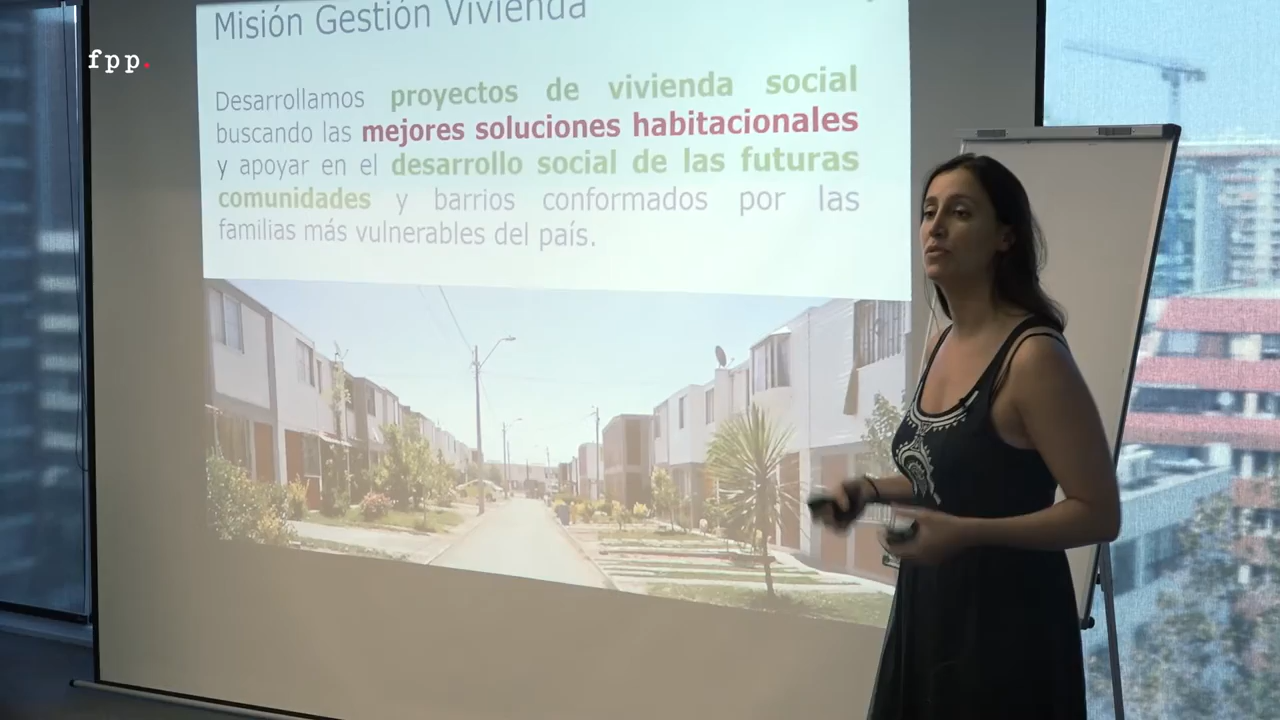 Misión Gestión Vivienda
fpp.
Desarrollamos proyectos de vivienda social
buscando las mejores soluciones habitacionales
y apoyar en el desarrollo social de las futuras
comunidades y barrios conformados por las
familias más vulnerables del país.